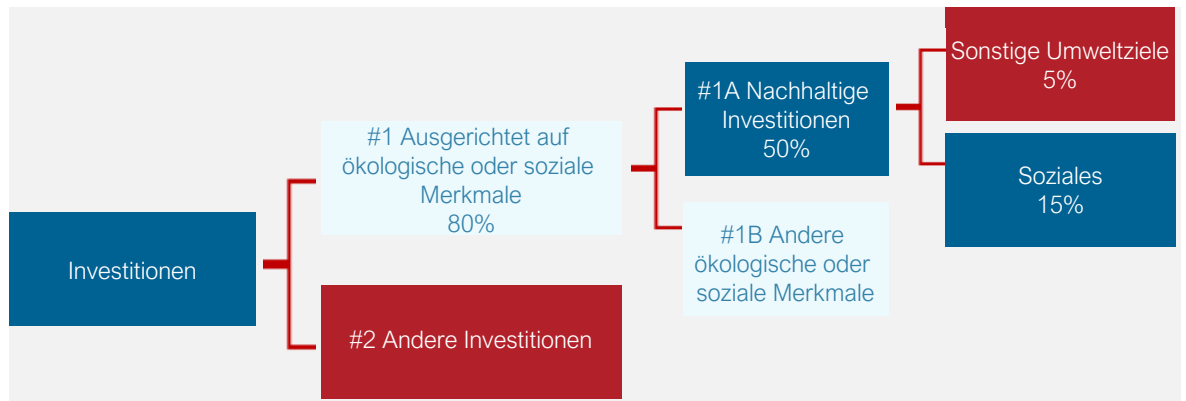 Investitionen
#1 Ausgerichtet auf
ökologische oder soziale
Merkmale
80%
#2 Andere Investitionen
#1A Nachhaltige
Investitionen
50%
#1B Andere
ökologische oder
soziale Merkmale
Sonstige Umweltziele
5%
Soziales
15%